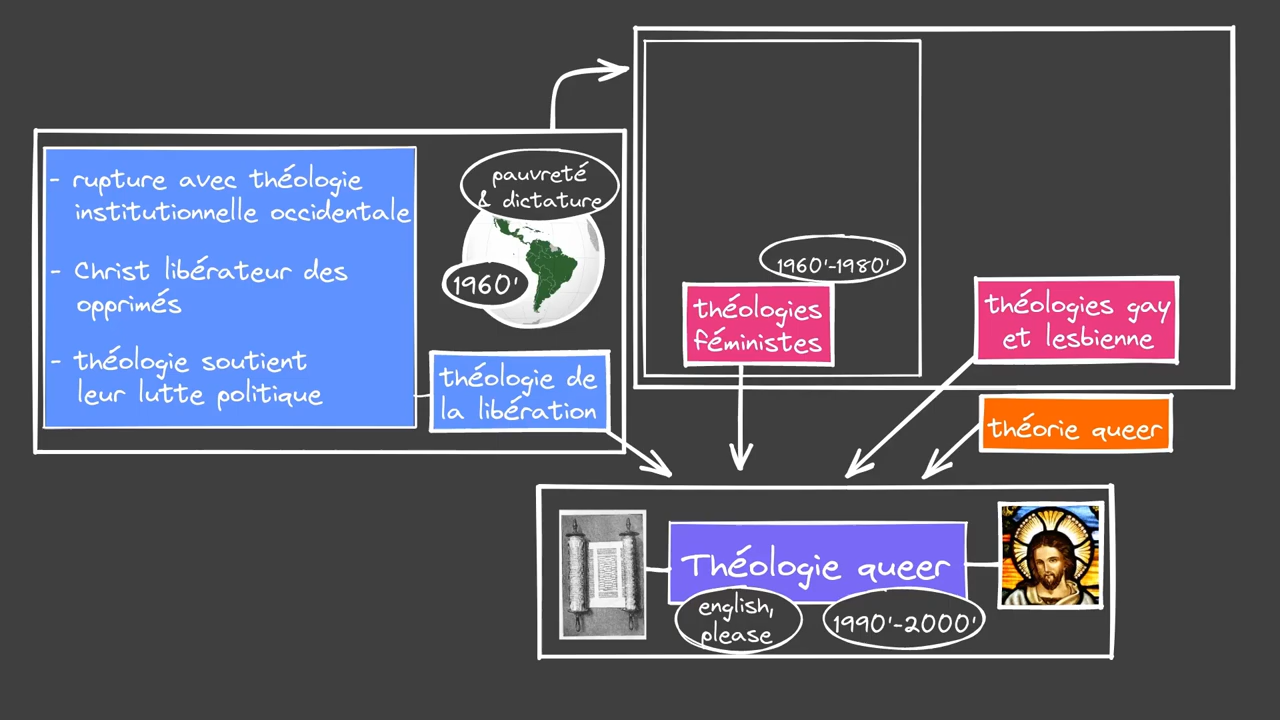 - rupture avec théologie
institutionnelle occidentale
- Christ libérateur des
opprimés
- théologie soutient
leur lutte politique
pauvreté
& dictature
1960'
théologie de
la libération
1960'-1980'
théologies
féministes
théologies gay
et lesbienne
théorie queer
Théologie queer
english,
please
1990'-2000'